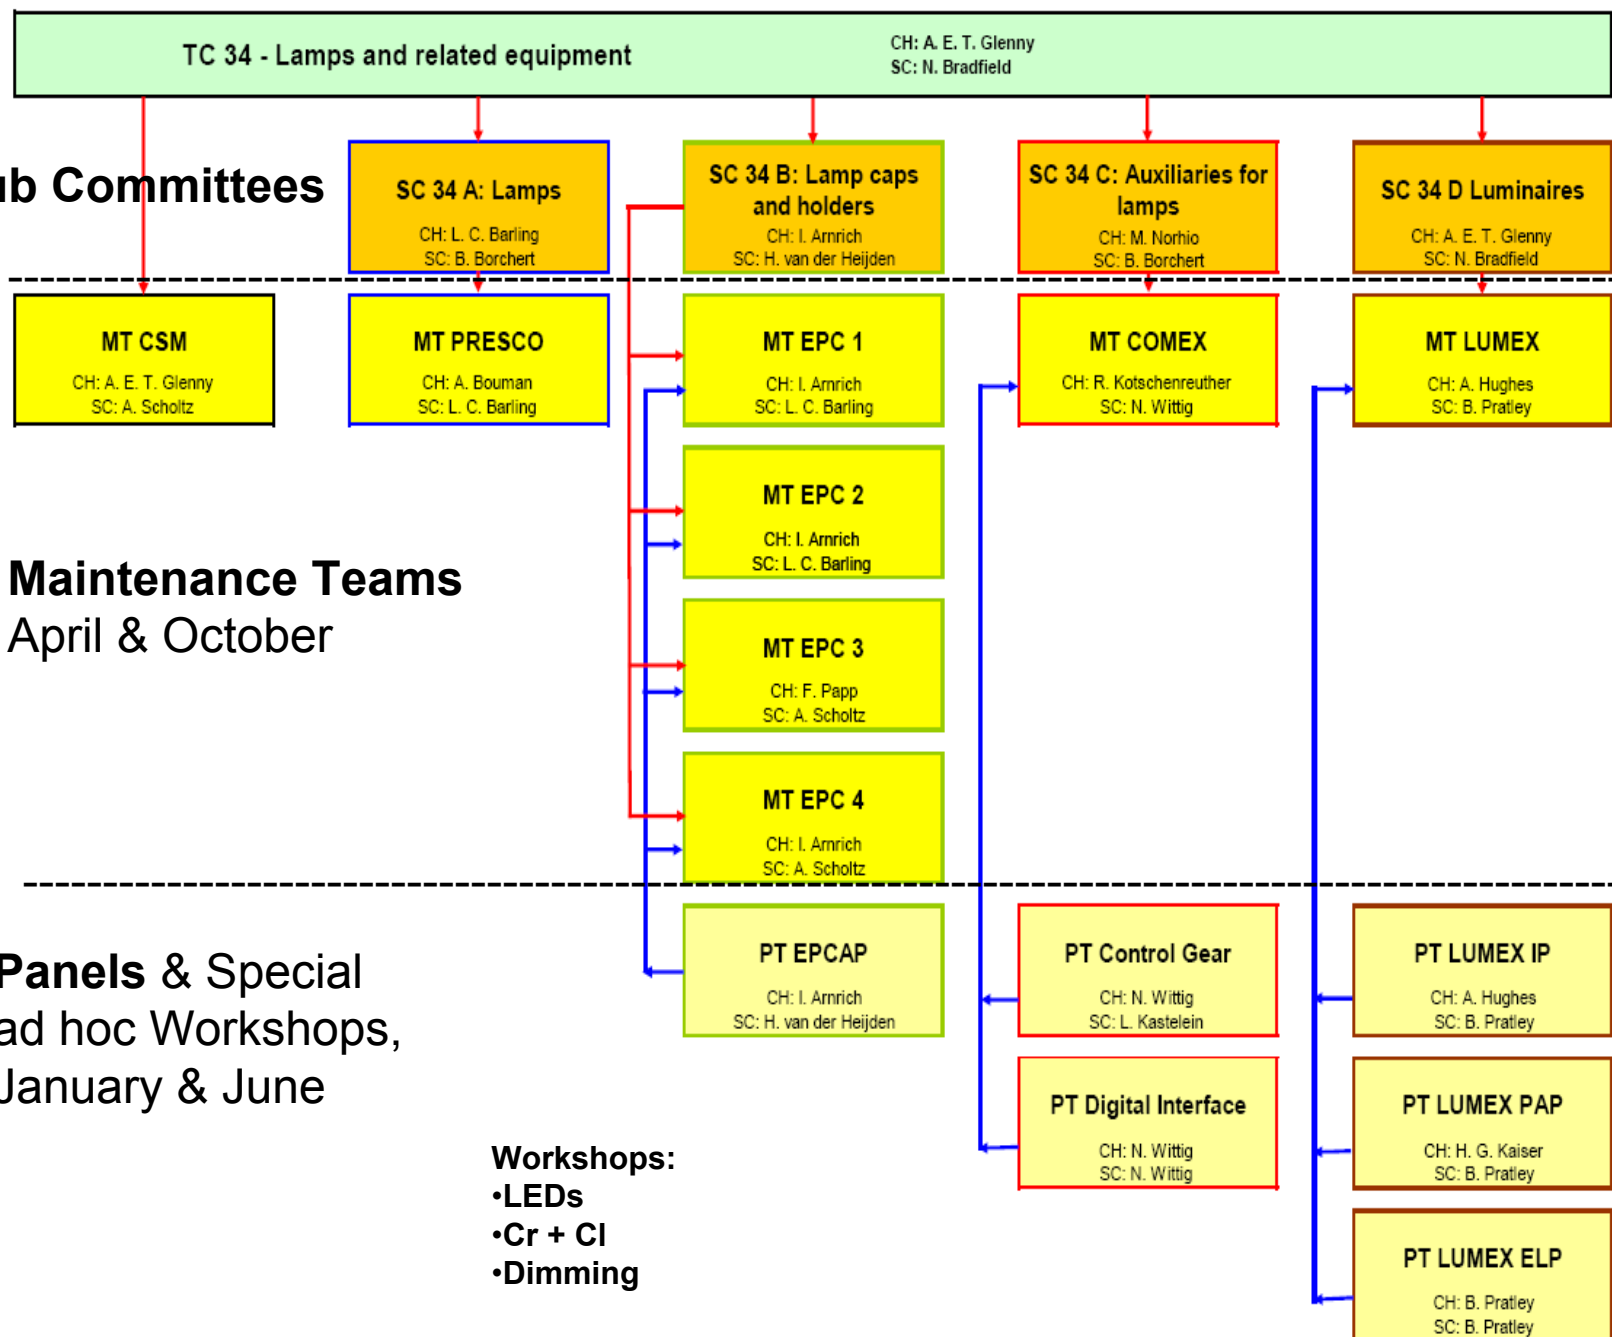 TC 34 - Lamps and related equipment
CH: A. E. T. Glenny
SC: N. Bradfield
ub Committees
SC 34 A: Lamps
CH: L. C. Barling
SC: B. Borchert
SC 34 B: Lamp caps
and holders
CH: I. Arnrich
SC: H. van der Heijden
SC 34 C: Auxiliaries for
lamps
CH: M. Norhio
SC: B. Borchert
SC 34 D Luminaires
CH: A. E. T. Glenny
SC: N. Bradfield
MT CSM
CH: A. E. T. Glenny
SC: A. Scholtz
MT PRESCO
CH: A. Bouman
SC: L. C. Barling
MT EPC 1
CH: I. Arnrich
SC: L. C. Barling
MT COMEX
CH: R. Kotschenreuther
SC: N. Wittig
MT LUMEX
CH: A. Hughes
SC: B. Pratley
MT EPC 2
CH: I. Arnrich
SC: L. C. Barling
Maintenance Teams
April & October
MT EPC 3
CH: F. Papp
SC: A. Scholtz
MT EPC 4
CH: I. Arnrich
SC: A. Scholtz
Panels & Special
ad hoc Workshops,
January & June
PT EPCAP
CH: I. Arnrich
SC: H. van der Heijden
PT Control Gear
CH: N. Wittig
SC: L. Kastelein
PT LUMEX IP
CH: A. Hughes
SC: B. Pratley
PT Digital Interface
CH: N. Wittig
SC: N. Wittig
PT LUMEX PAP
CH: H. G. Kaiser
SC: B. Pratley
Workshops:
•LEDs
•Cr + Cl
•Dimming
PT LUMEX ELP
CH: B. Pratley
SC: B. Pratley